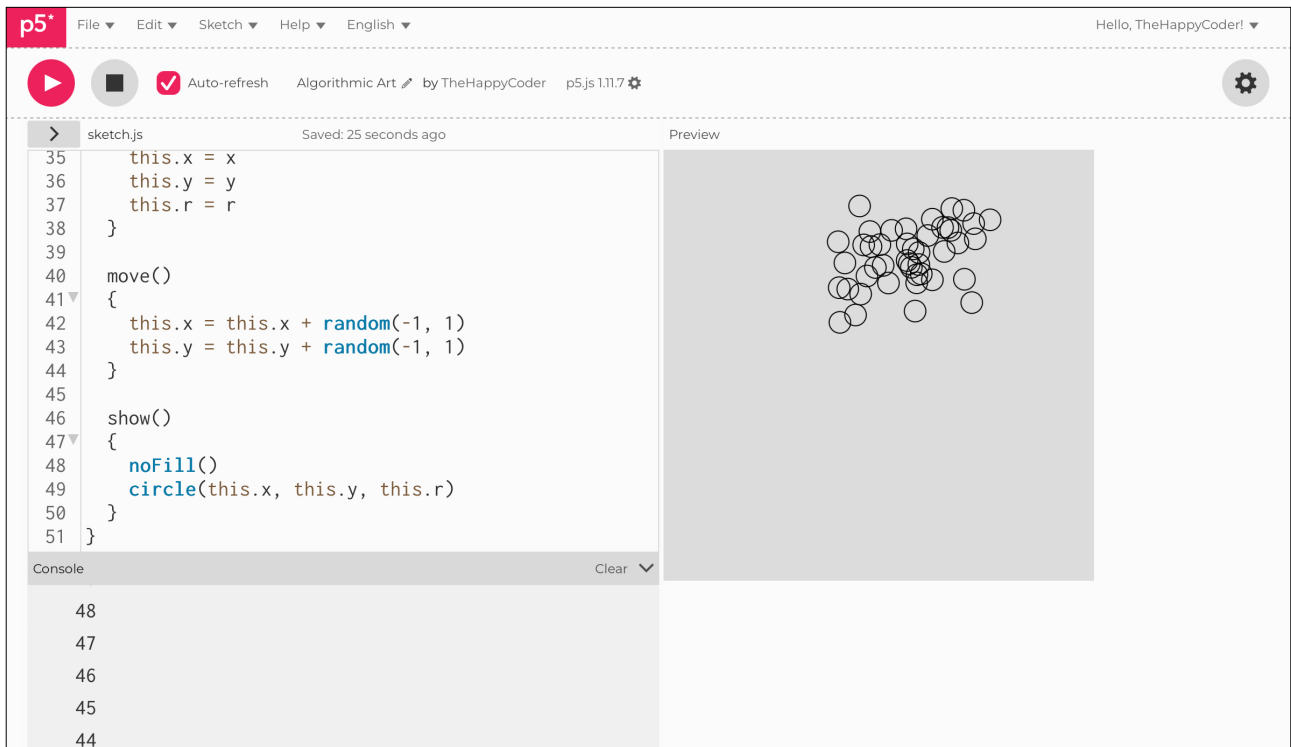 p5* File Edit Sketch Help English Hello, TheHappyCoder!
Auto-refresh Algorithmic Art by TheHappyCoder p5.js 1.11.7
sketch.js Saved: 25 seconds ago Preview
35 this.x = x
36 this.y = y
37 this.r = r
38 }
39
40 move()
41 {
42 this.x = this.x + random(-1, 1)
43 this.y = this.y + random(-1, 1)
44 }
45
46 show()
47 {
48 noFill()
49 circle(this.x, this.y, this.r)
50 }
51 }
Console Clear
48
47
46
45
44